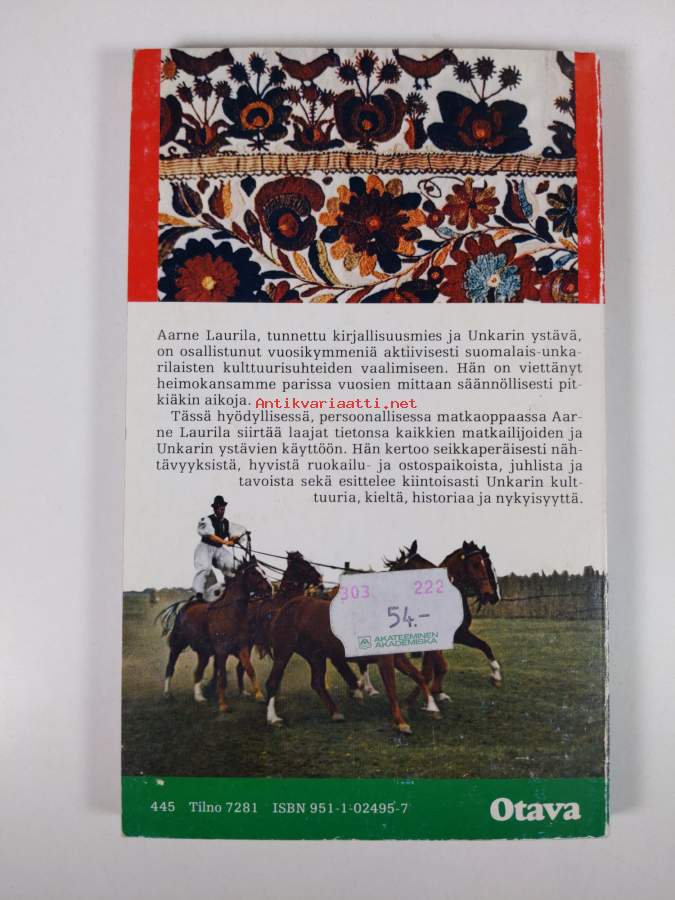 Aarne Laurila, tunnettu kirjallisuusmies ja Unkarin ystävä,
on osallistunut vuosikymmeniä aktiivisesti suomalais-unka-
rilaisten kulttuurisuhteiden vaalimiseen. Hän on viettänyt
heimokansamme parissa vuosien mittaan säännöllisesti pit-
kiäkin aikoja.
Antikvariaatti.net
Tässä hyödyllisessä, persoonallisessa matkaoppaassa Aar-
ne Laurila siirtää laajat tietonsa kaikkien matkailijoiden ja
Unkarin ystävien käyttöön. Hän kertoo seikkaperäisesti näh-
tävyyksistä, hyvistä ruokailu- ja ostospaikoista, juhlista ja
tavoista sekä esittelee kiintoisasti Unkarin kult-
tuuria, kieltä, historiaa ja nykyisyyttä.
303 222
54.-
AKATEEMINEN
AKADEMISKA
445 Tilno 7281 ISBN 951-1-02495-7
Otava